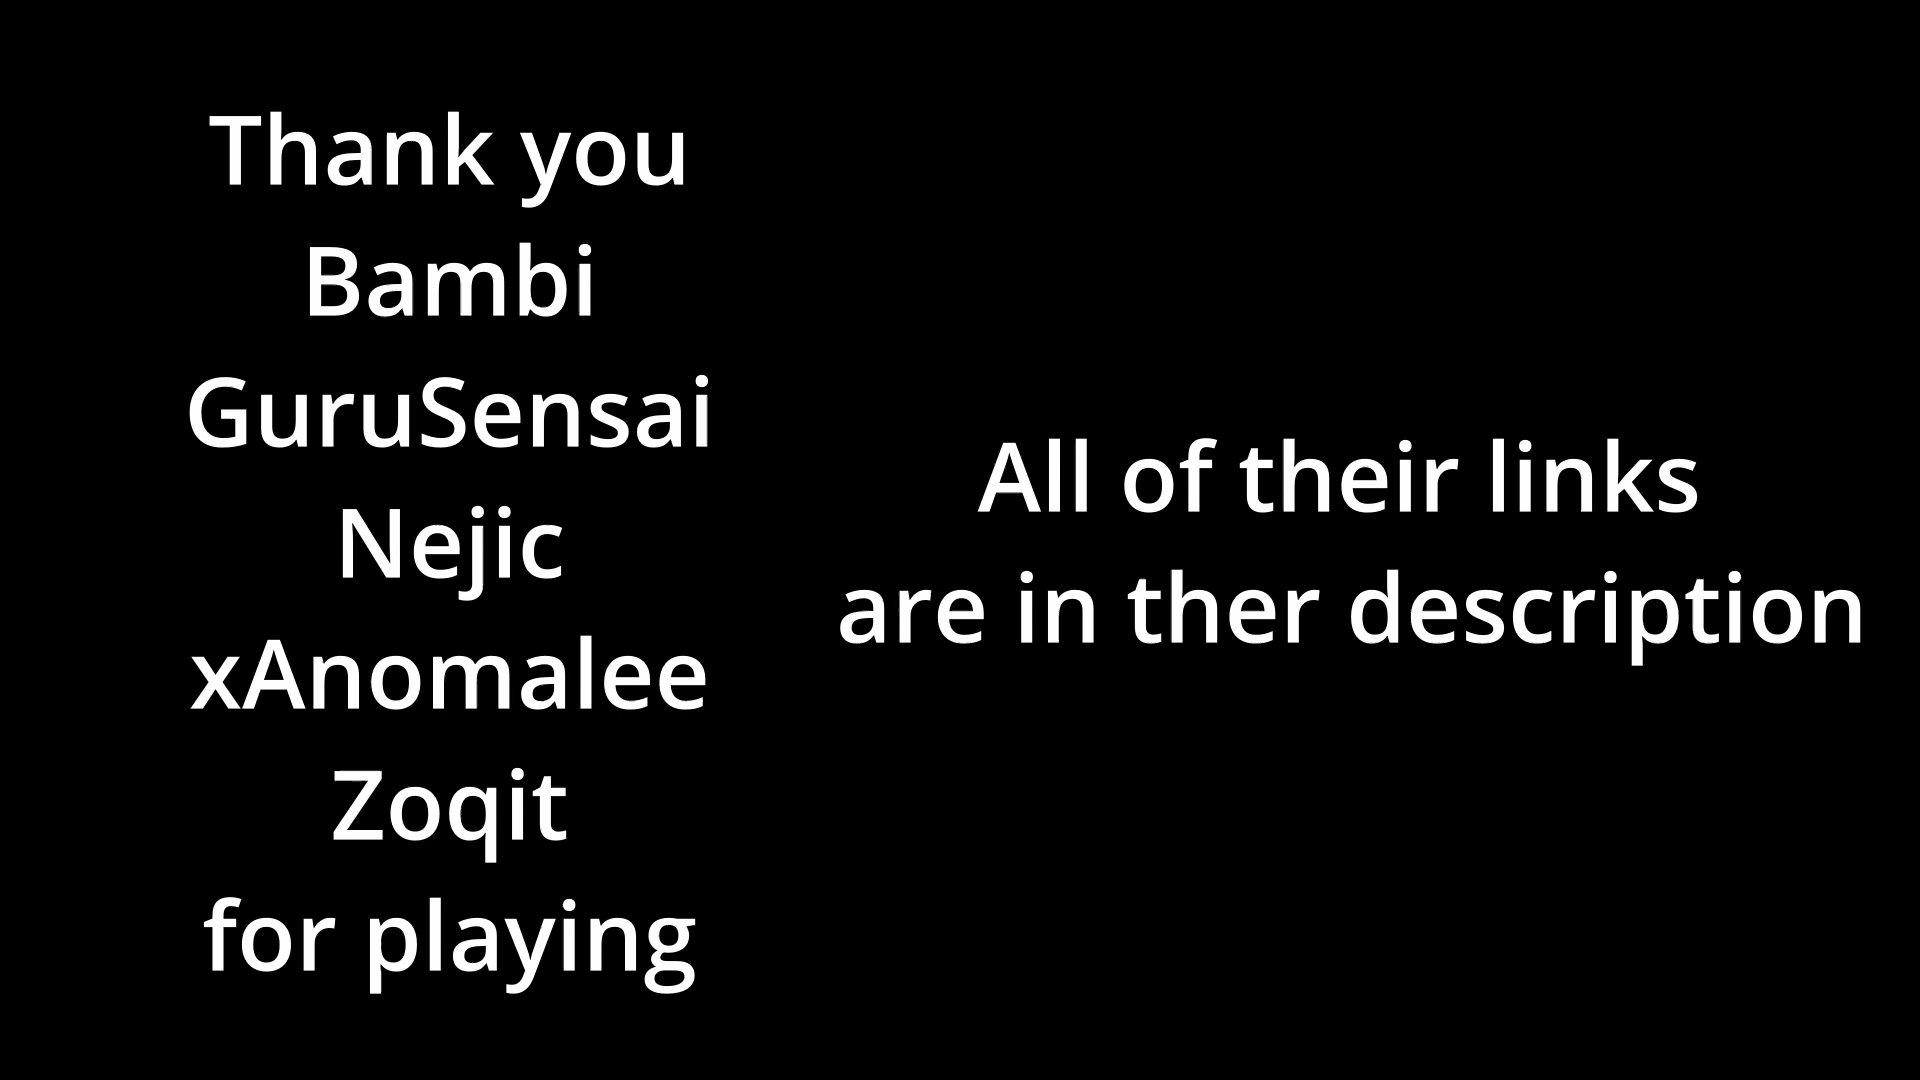 Thank you
Bambi
GuruSensai
Nejic
xAnomalee
Zoqit
for playing
All of their links
are in ther description